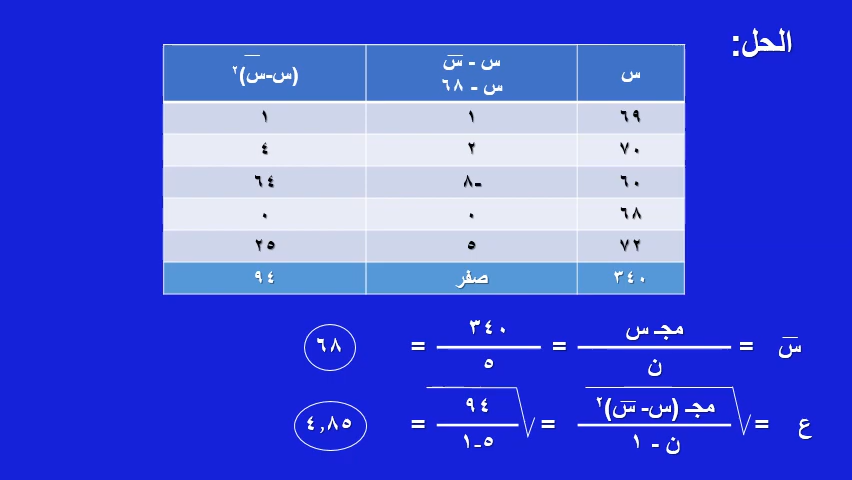 الحل:
س | س - س̅ | (س-س̅)٢
س - ٦٨
٦٩ | ١ | ١
٧٠ | ٢ | ٤
٦٠ | -٨ | ٦٤
٦٨ | ٠ | ٠
٧٢ | ٥ | ٢٥
٣٤٠ | صفر | ٩٤
س̅ = مجـ س / ن = ٣٤٠ / ٥ = ٦٨
ع = √(مجـ (س- س̅)٢ / ن - ١) = √(٩٤ / ٥-١) = ٤,٨٥